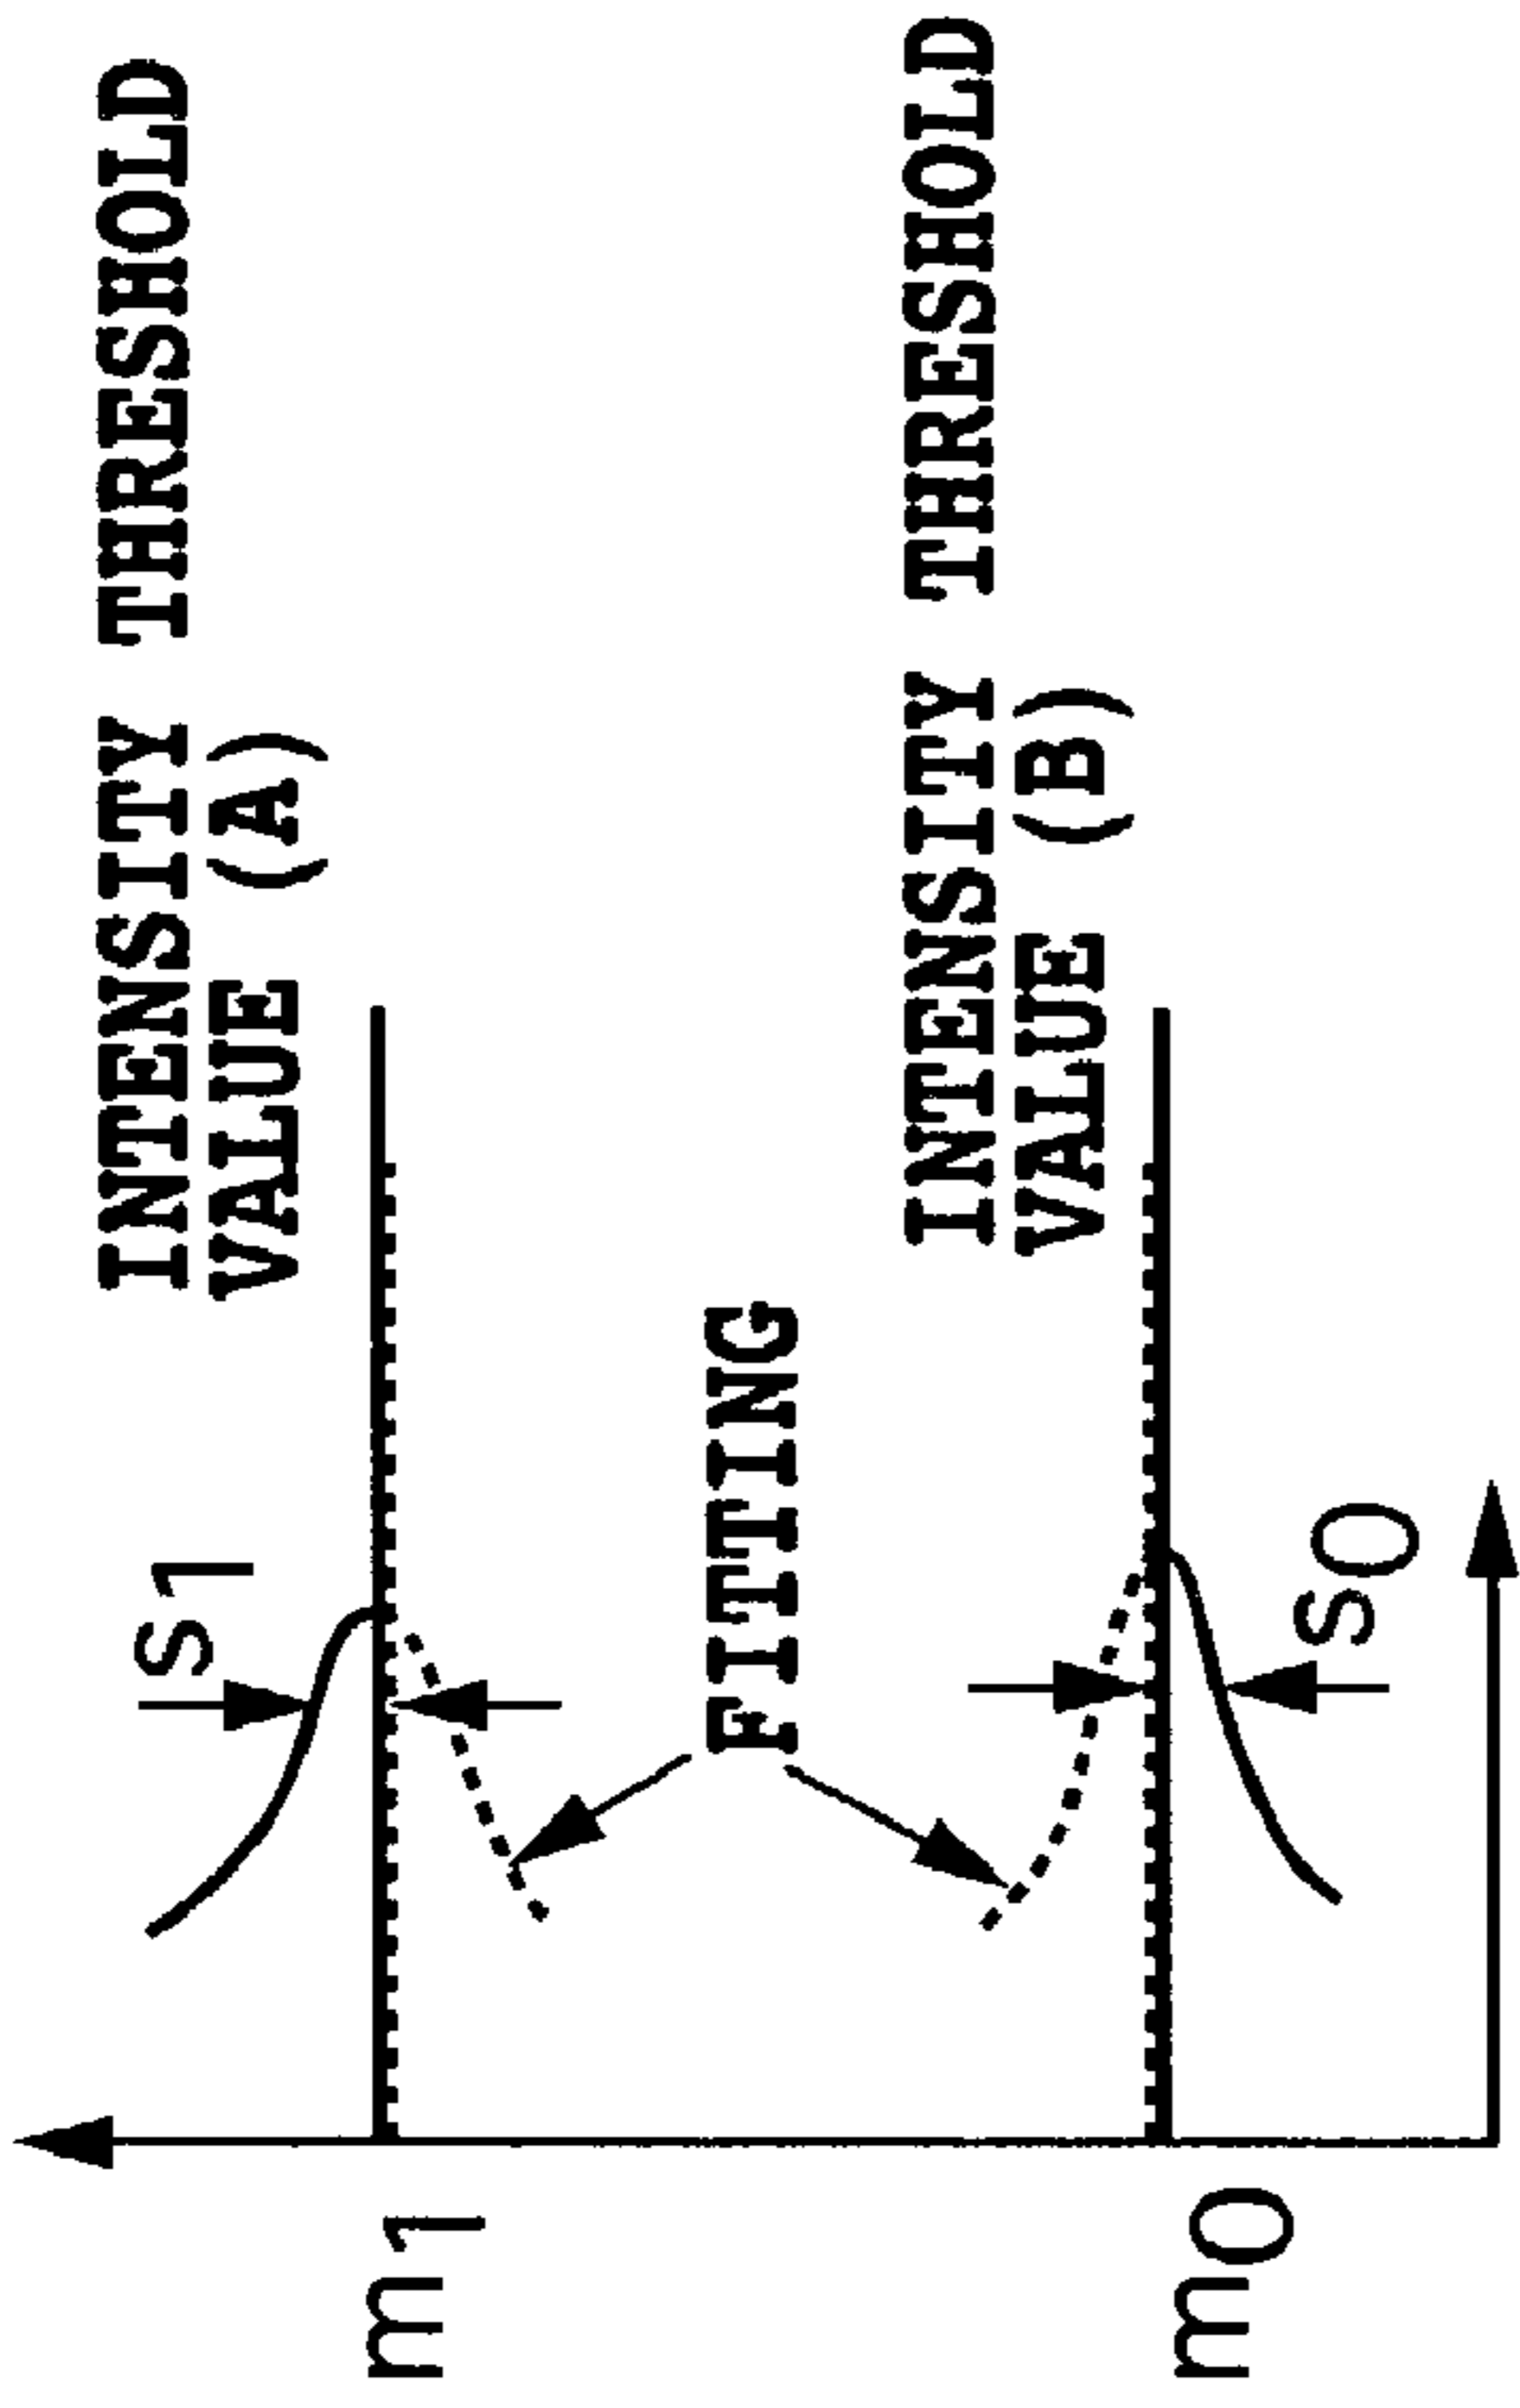 INTENSITY THRESHOLD
VALUE (A)
s1
m1
FITTING
INTENSITY THRESHOLD
VALUE (B)
s0
m0